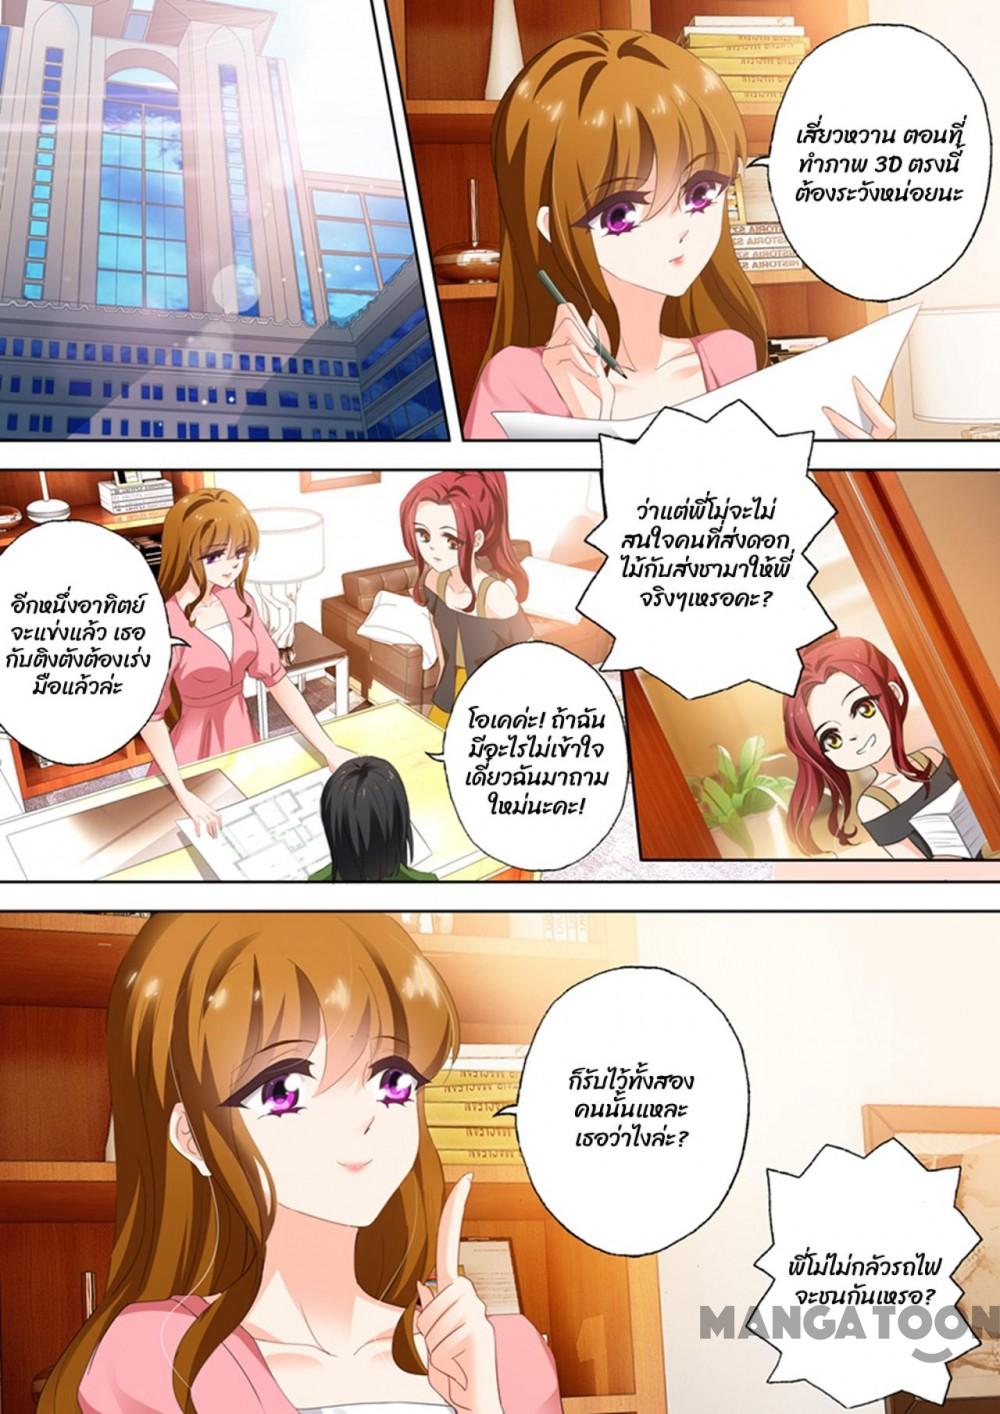 เสี่ยวหวาน ตอนที่
ทำภาพ 3D ตรงนี้
ต้องระวังหน่อยนะ
ว่าแต่พี่โม่จะไม่
สนใจคนที่ส่งดอก
ไม้กับส่งชามาให้พี่
จริงๆเหรอคะ?
อีกหนึ่งอาทิตย์
จะแข่งแล้ว เธอ
กับติงตังต้องเร่ง
มือแล้วล่ะ
โอเคค่ะ! ถ้าฉัน
มีอะไรไม่เข้าใจ
เดี๋ยวฉันมาถาม
ใหม่นะคะ!
ก็รับไว้ทั้งสอง
คนนั้นแหละ
เธอว่าไงล่ะ?
พี่โม่ไม่กลัวรถไฟ
จะชนกันเหรอ?
MANGATOON